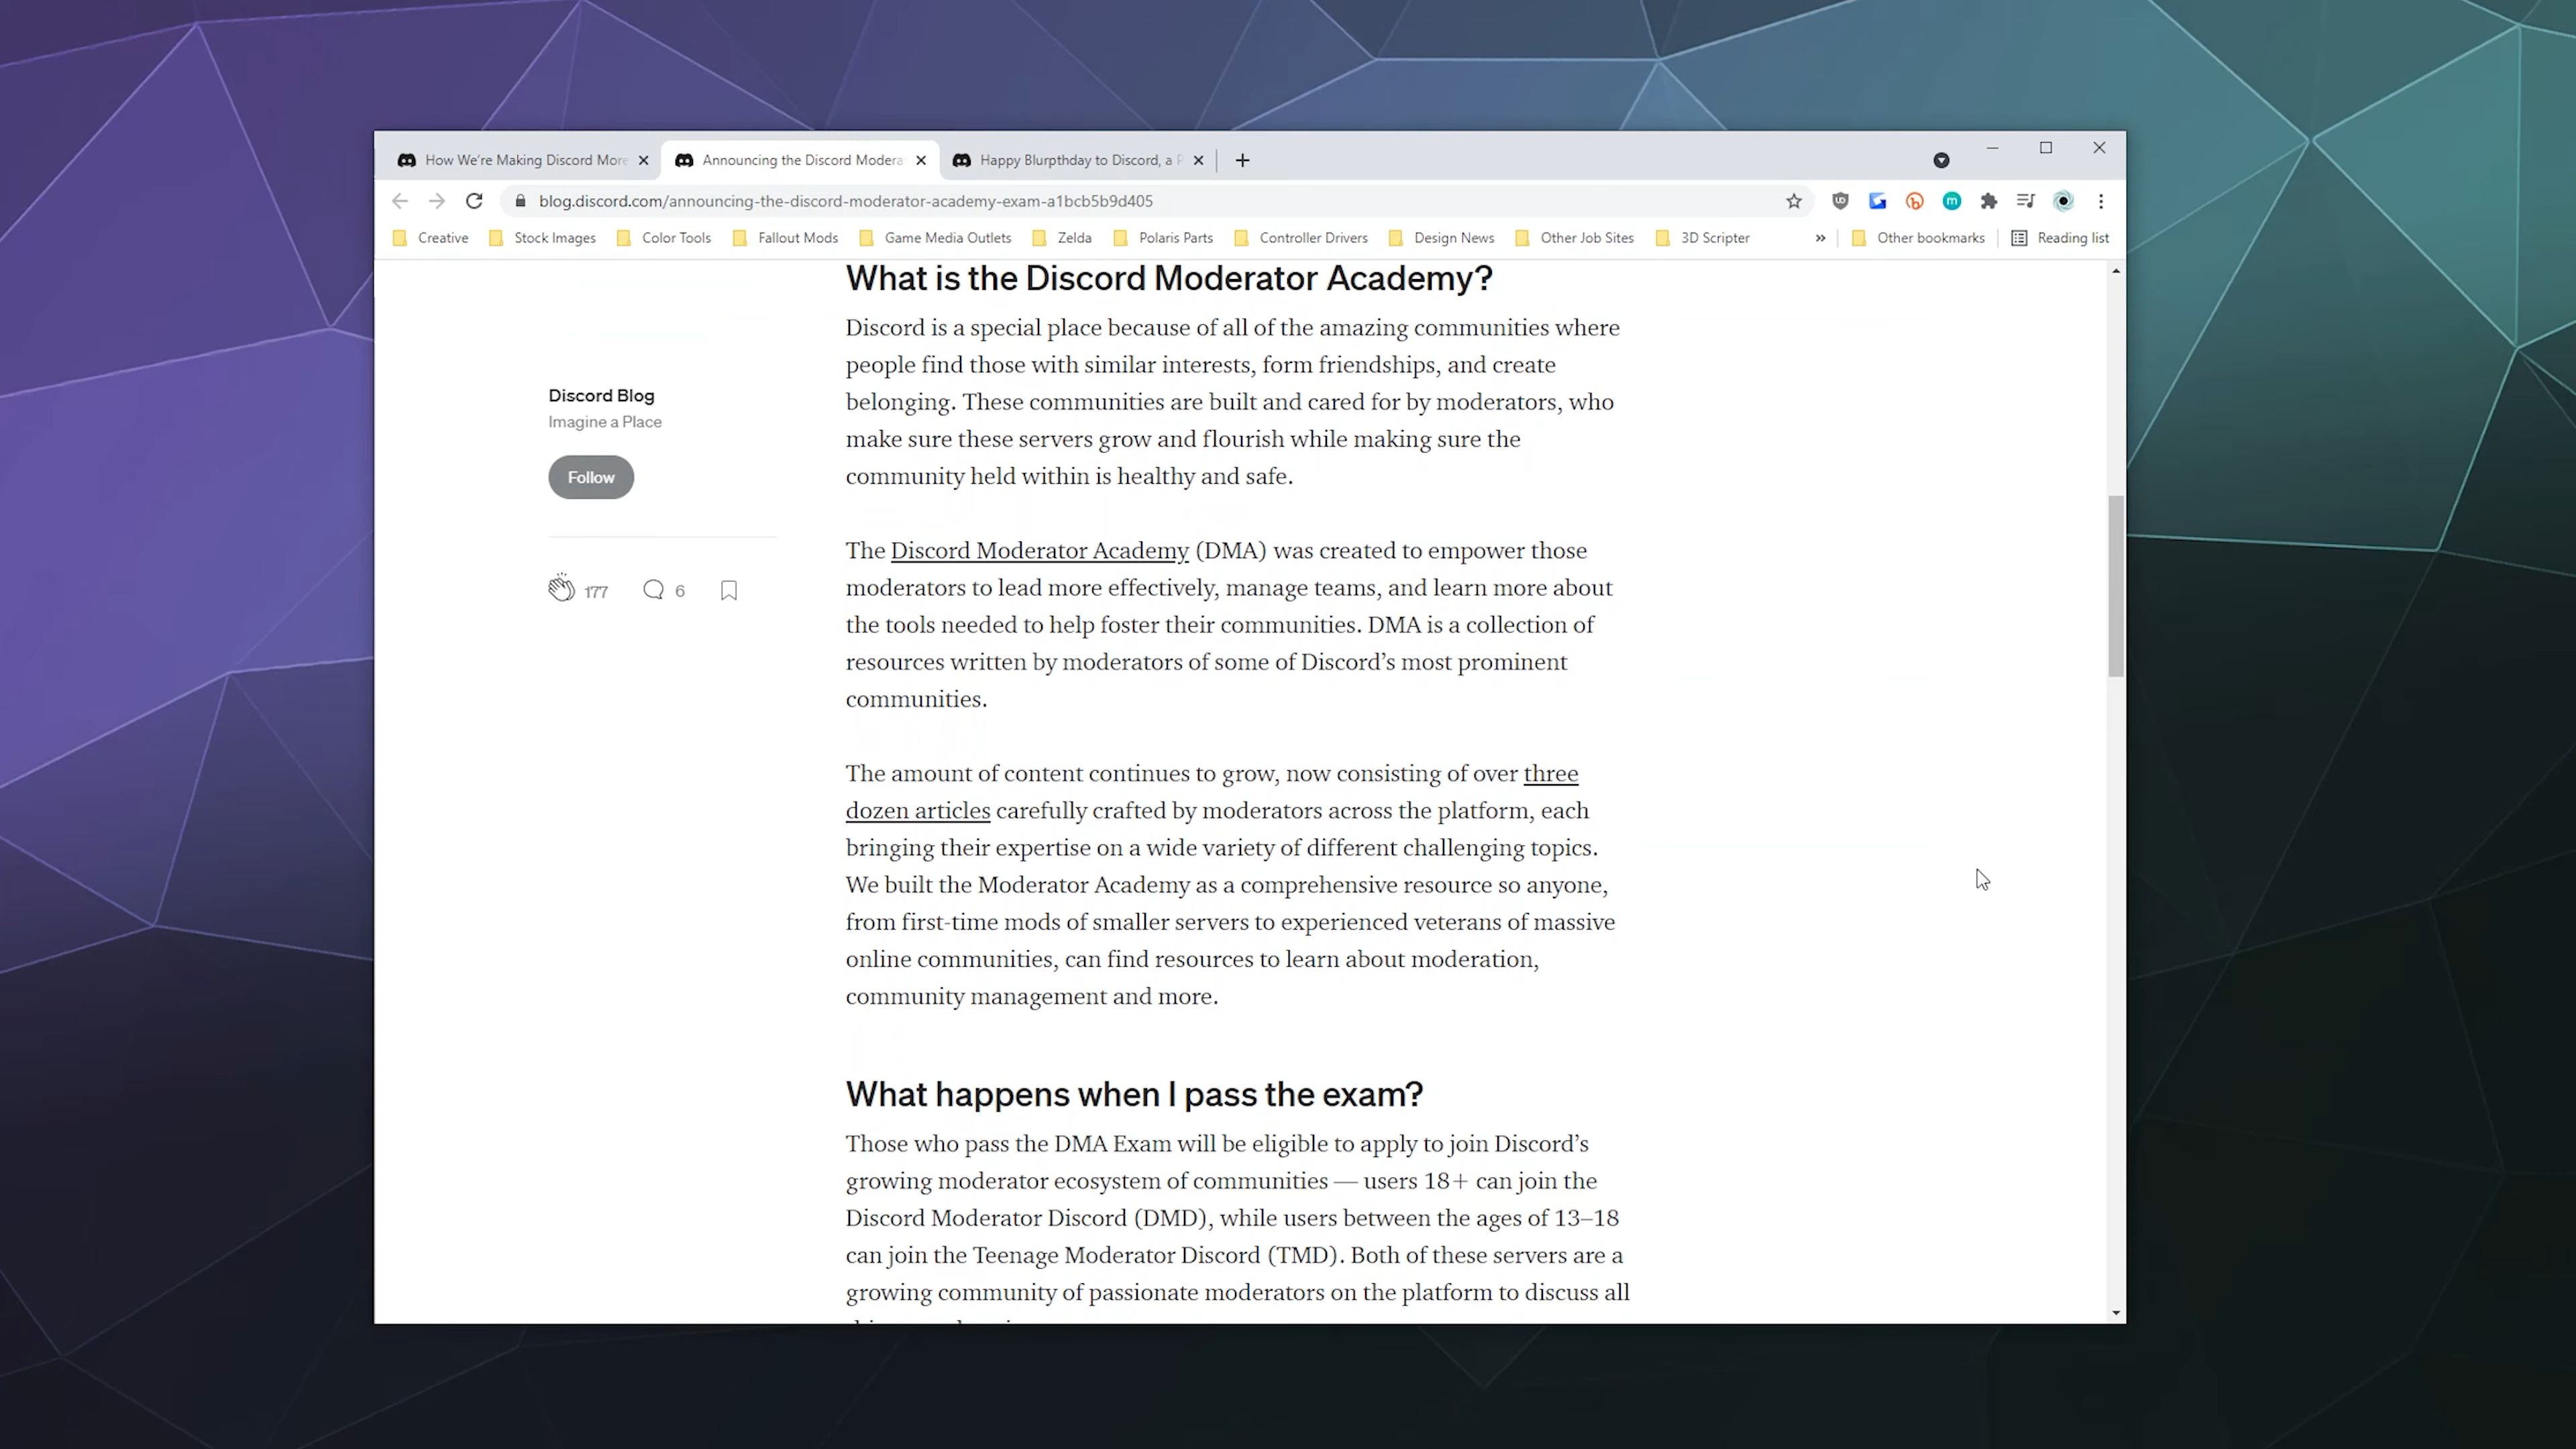 How We're Making Discord More
Announcing the Discord Modera
Happy Blurpthday to Discord, a P
blog.discord.com/announcing-the-discord-moderator-academy-exam-a1bcb5b9d405
Creative
Stock Images
Color Tools
Fallout Mods
Game Media Outlets
Zelda
Polaris Parts
Controller Drivers
Design News
Other Job Sites
3D Scripter
»
Other bookmarks
Reading list
Discord Blog
Imagine a Place
Follow
177
6
What is the Discord Moderator Academy?
Discord is a special place because of all of the amazing communities where
people find those with similar interests, form friendships, and create
belonging. These communities are built and cared for by moderators, who
make sure these servers grow and flourish while making sure the
community held within is healthy and safe.
The Discord Moderator Academy (DMA) was created to empower those
moderators to lead more effectively, manage teams, and learn more about
the tools needed to help foster their communities. DMA is a collection of
resources written by moderators of some of Discord's most prominent
communities.
The amount of content continues to grow, now consisting of over three
dozen articles carefully crafted by moderators across the platform, each
bringing their expertise on a wide variety of different challenging topics.
We built the Moderator Academy as a comprehensive resource so anyone,
from first-time mods of smaller servers to experienced veterans of massive
online communities, can find resources to learn about moderation,
community management and more.
What happens when I pass the exam?
Those who pass the DMA Exam will be eligible to apply to join Discord's
growing moderator ecosystem of communities — users 18+ can join the
Discord Moderator Discord (DMD), while users between the ages of 13–18
can join the Teenage Moderator Discord (TMD). Both of these servers are a
growing community of passionate moderators on the platform to discuss all